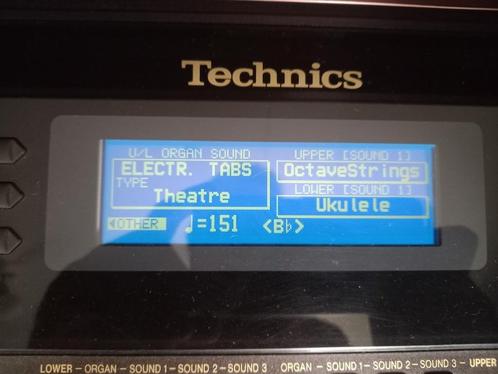 Technics
U/L ORGAN SOUND
UPPER [SOUND 1]
ELECTR. TABS
OctaveStrings
TYPE
LOWER [SOUND 1]
Theatre
Ukulele
◀OTHER ♩=151 <B♭>
LOWER – ORGAN – SOUND 1 – SOUND 2 – SOUND 3 ORGAN – SOUND 1 – SOUND 2 – SOUND 3 – UPPER